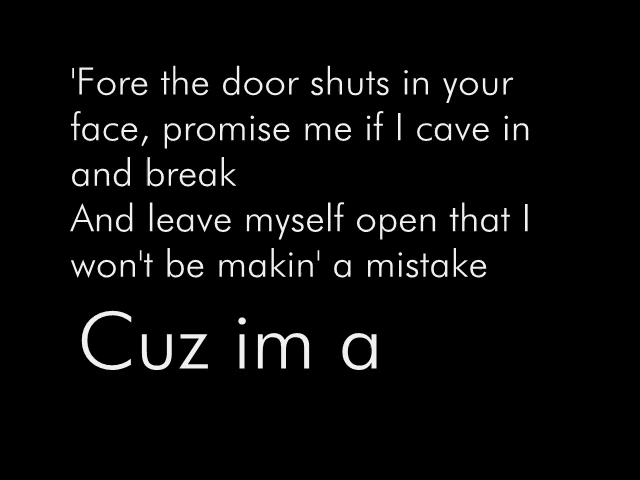 'Fore the door shuts in your
face, promise me if I cave in
and break
And leave myself open that I
won't be makin' a mistake
Cuz im a